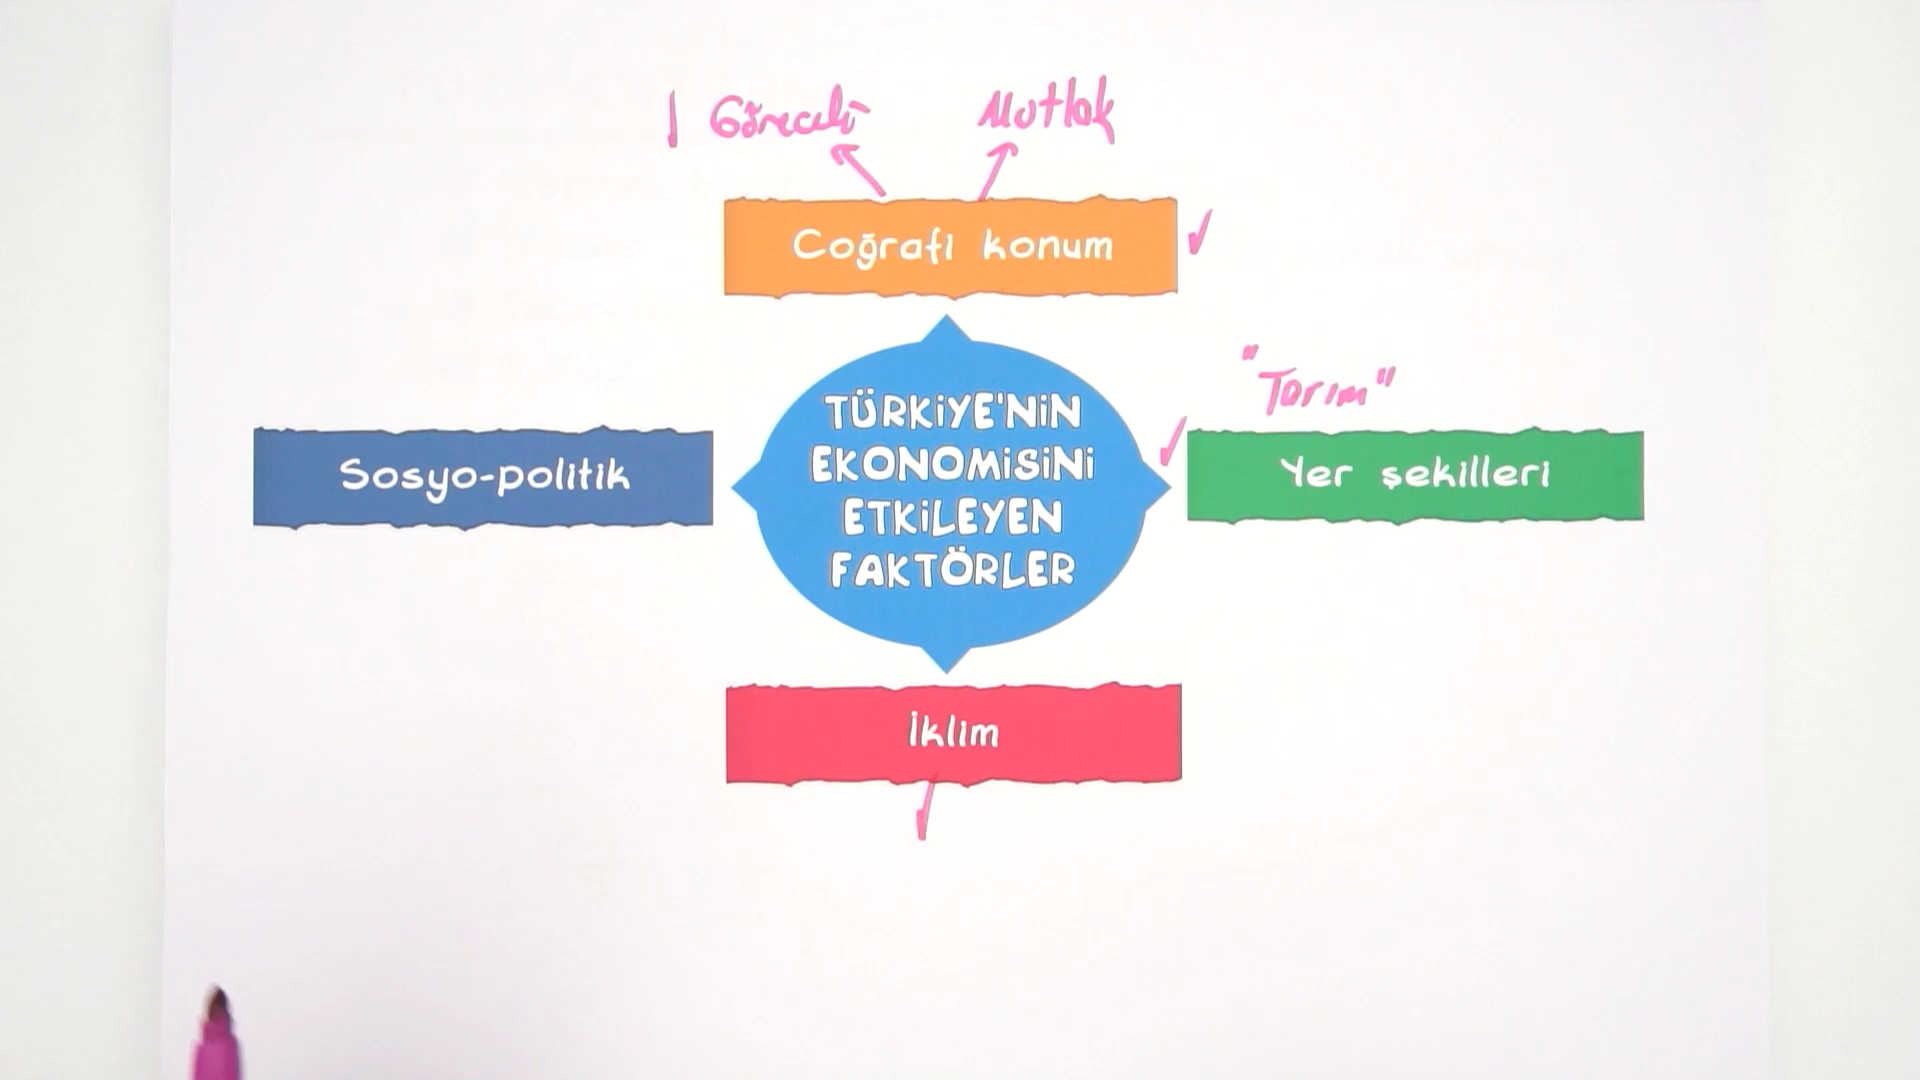 Göreceli Mutlak
Coğrafi konum
"Tarım"
Sosyo-politik
TÜRKİYE'NİN
EKONOMİSİNİ
ETKİLEYEN
FAKTÖRLER
Yer şekilleri
İklim